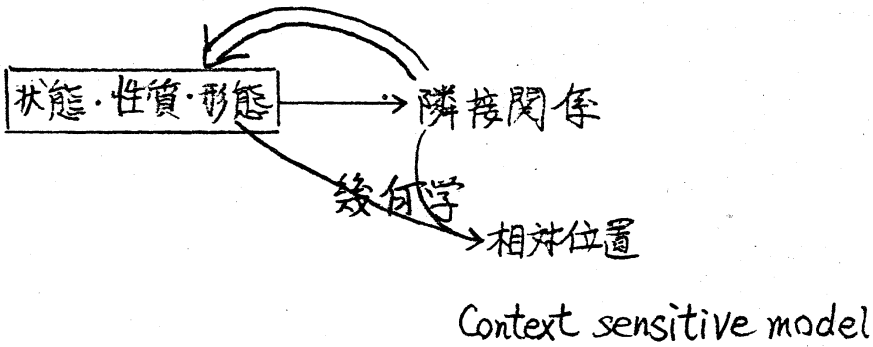 状態・性質・形態
隣接関係
幾何学
相対位置
Context sensitive model